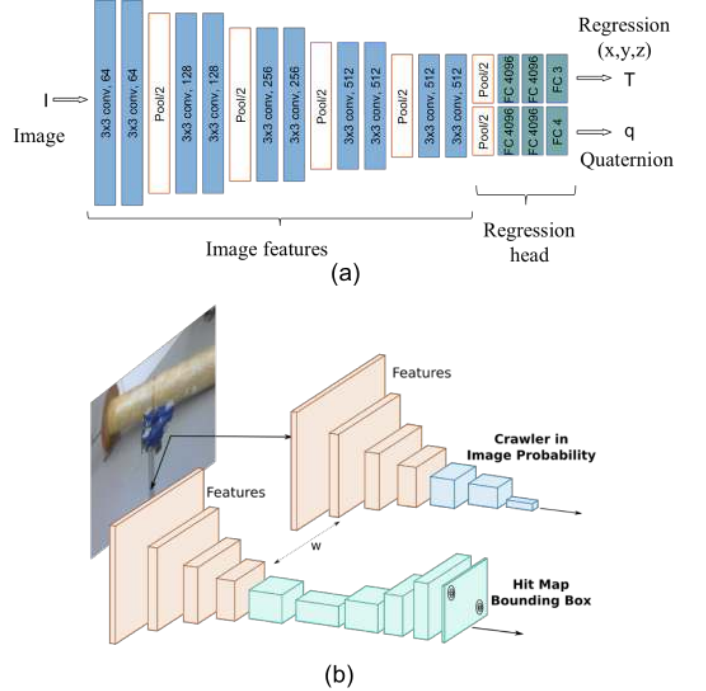 Regression
(x,y,z)
I
Image
3x3 conv, 64
3x3 conv, 64
Pool/2
3x3 conv, 128
3x3 conv, 128
Pool/2
3x3 conv, 256
3x3 conv, 256
Pool/2
3x3 conv, 512
3x3 conv, 512
Pool/2
3x3 conv, 512
3x3 conv, 512
Pool/2
FC 4096
FC 4096
FC 3
T
Pool/2
FC 4096
FC 4096
FC 4
q
Quaternion
Image features
Regression
head
(a)
Features
Crawler in
Image Probability
Features
w
Hit Map
Bounding Box
(b)